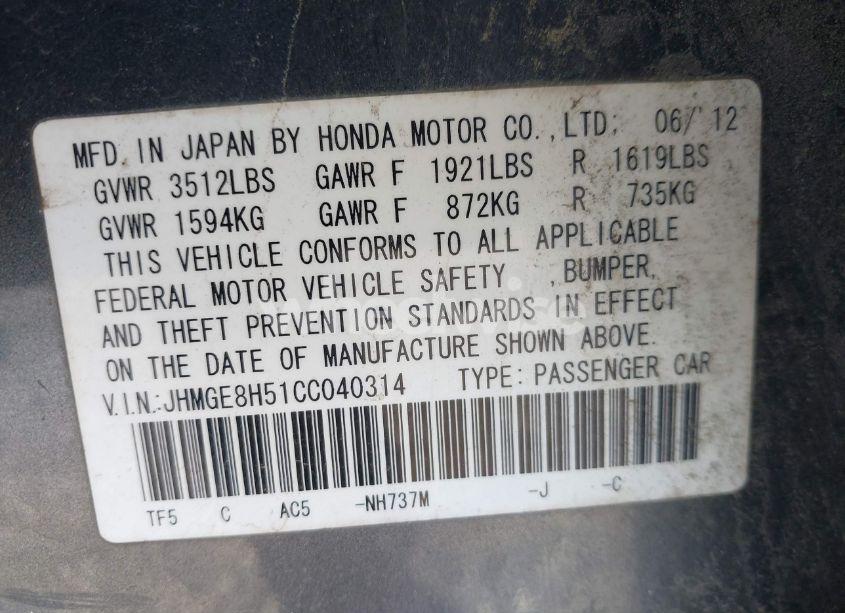 MFD. IN JAPAN BY HONDA MOTOR CO., LTD. 06/'12
GVWR 3512LBS GAWR F 1921LBS R 1619LBS
GVWR 1594KG GAWR F 872KG R 735KG
THIS VEHICLE CONFORMS TO ALL APPLICABLE
FEDERAL MOTOR VEHICLE SAFETY ,BUMPER,
AND THEFT PREVENTION STANDARDS IN EFFECT
ON THE DATE OF MANUFACTURE SHOWN ABOVE.
V.I.N.:JHMGE8H51CC040314 TYPE: PASSENGER CAR
TF5 C AC5 -NH737M -J -C